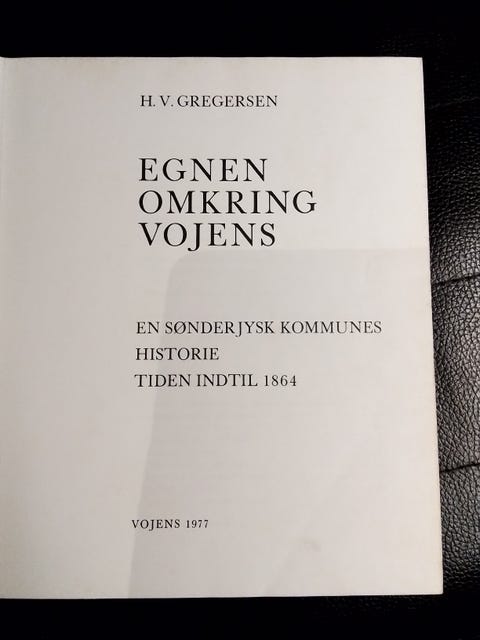 H. V. GREGERSEN
EGNEN
OMKRING
VOJENS
EN SØNDERJYSK KOMMUNES
HISTORIE
TIDEN INDTIL 1864
VOJENS 1977